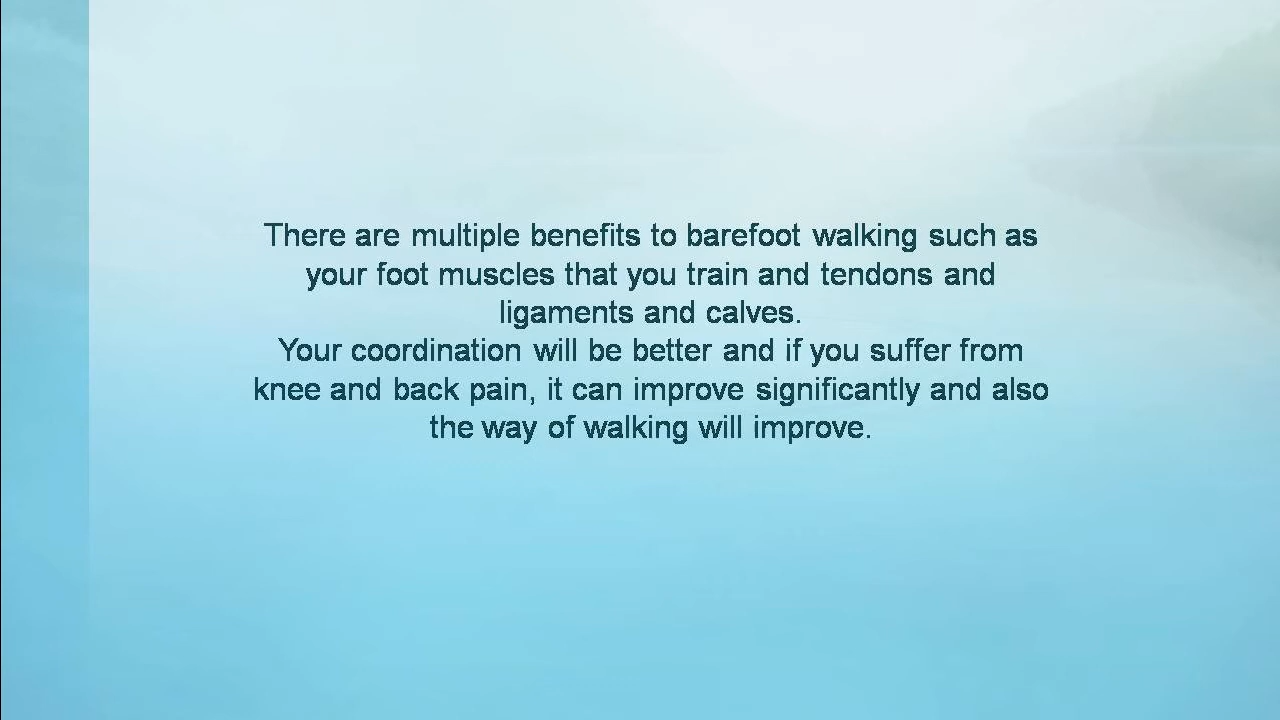 There are multiple benefits to barefoot walking such as
your foot muscles that you train and tendons and
ligaments and calves.
Your coordination will be better and if you suffer from
knee and back pain, it can improve significantly and also
the way of walking will improve.